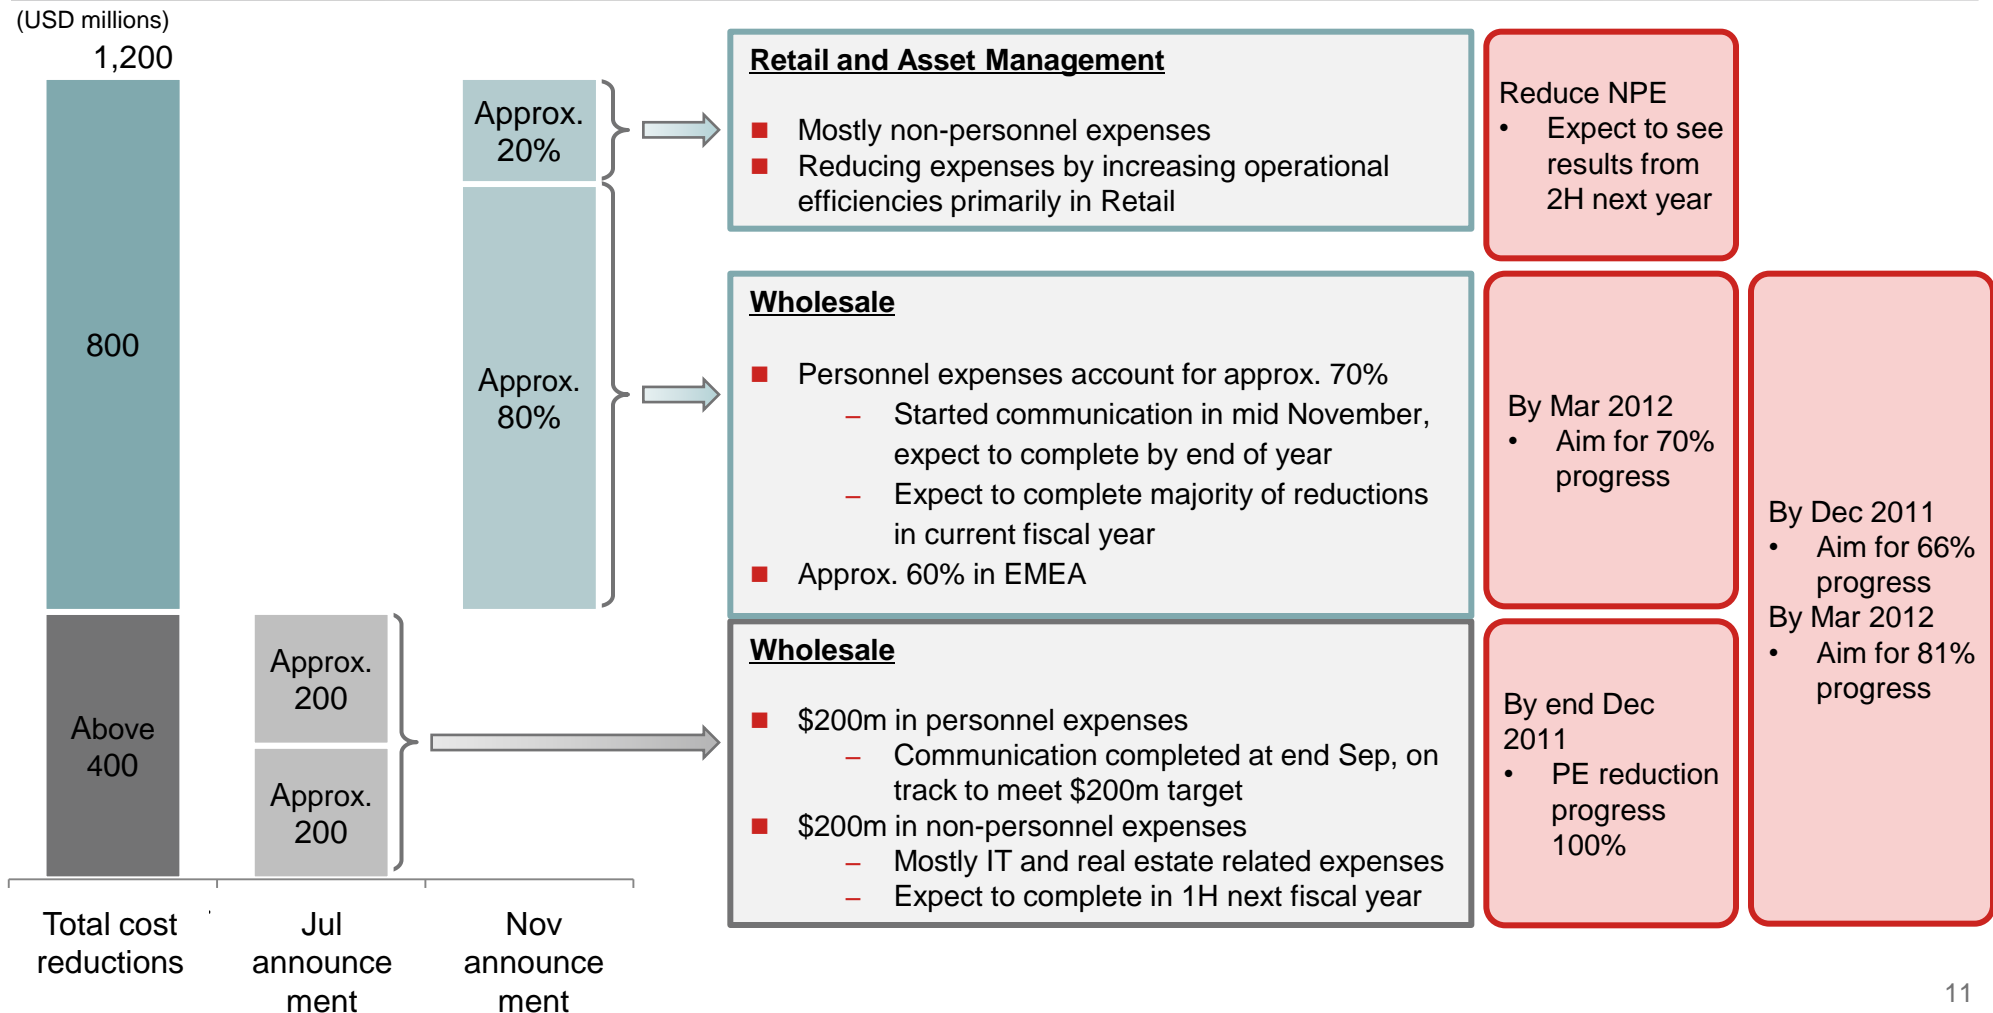 (USD millions)
1,200
800
Above
400
Approx.
200
Approx.
200
Approx.
20%
Approx.
80%
Total cost
reductions
Jul
announce
ment
Nov
announce
ment
Retail and Asset Management
■ Mostly non-personnel expenses
■ Reducing expenses by increasing operational
efficiencies primarily in Retail
Reduce NPE
• Expect to see
results from
2H next year
Wholesale
■ Personnel expenses account for approx. 70%
– Started communication in mid November,
expect to complete by end of year
– Expect to complete majority of reductions
in current fiscal year
■ Approx. 60% in EMEA
By Mar 2012
• Aim for 70%
progress
Wholesale
■ $200m in personnel expenses
– Communication completed at end Sep, on
track to meet $200m target
■ $200m in non-personnel expenses
– Mostly IT and real estate related expenses
– Expect to complete in 1H next fiscal year
By end Dec
2011
• PE reduction
progress
100%
By Dec 2011
• Aim for 66%
progress
By Mar 2012
• Aim for 81%
progress
11